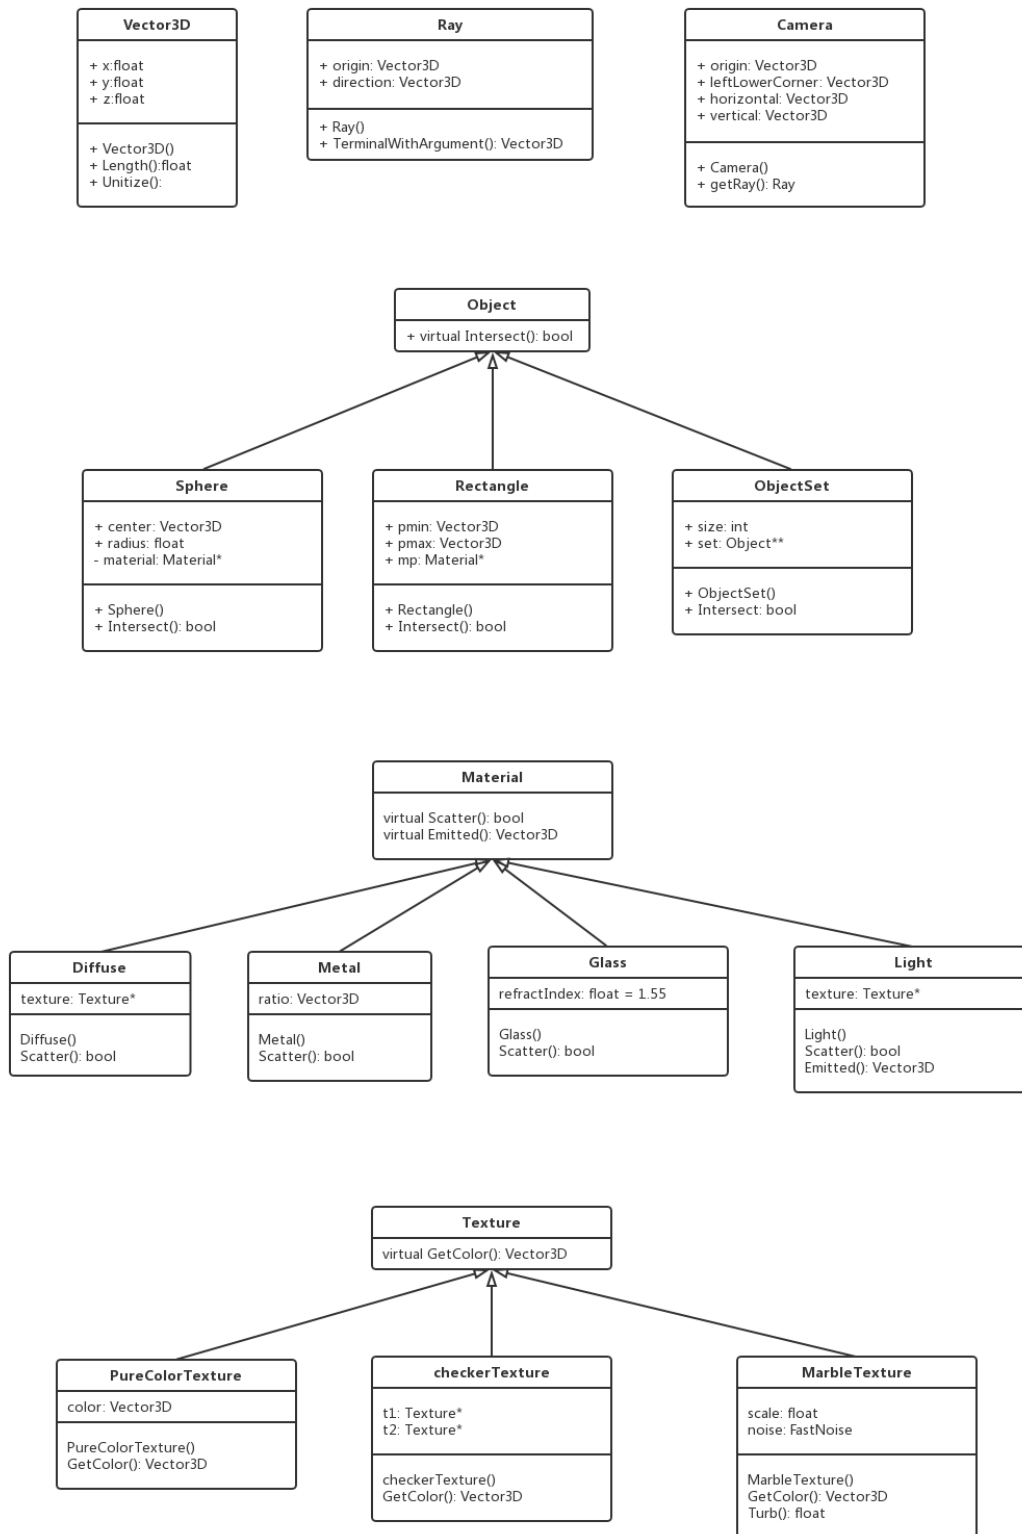 Vector3D
+ x:float
+ y:float
+ z:float
+ Vector3D()
+ Length():float
+ Unitize():
Ray
+ origin: Vector3D
+ direction: Vector3D
+ Ray()
+ TerminalWithArgument(): Vector3D
Camera
+ origin: Vector3D
+ leftLowerCorner: Vector3D
+ horizontal: Vector3D
+ vertical: Vector3D
+ Camera()
+ getRay(): Ray
Object
+ virtual Intersect(): bool
Sphere
+ center: Vector3D
+ radius: float
- material: Material*
+ Sphere()
+ Intersect(): bool
Rectangle
+ pmin: Vector3D
+ pmax: Vector3D
+ mp: Material*
+ Rectangle()
+ Intersect(): bool
ObjectSet
+ size: int
+ set: Object**
+ ObjectSet()
+ Intersect: bool
Material
virtual Scatter(): bool
virtual Emitted(): Vector3D
Diffuse
texture: Texture*
Diffuse()
Scatter(): bool
Metal
ratio: Vector3D
Metal()
Scatter(): bool
Glass
refractIndex: float = 1.55
Glass()
Scatter(): bool
Light
texture: Texture*
Light()
Scatter(): bool
Emitted(): Vector3D
Texture
virtual GetColor(): Vector3D
PureColorTexture
color: Vector3D
PureColorTexture()
GetColor(): Vector3D
checkerTexture
t1: Texture*
t2: Texture*
checkerTexture()
GetColor(): Vector3D
MarbleTexture
scale: float
noise: FastNoise
MarbleTexture()
GetColor(): Vector3D
Turb(): float